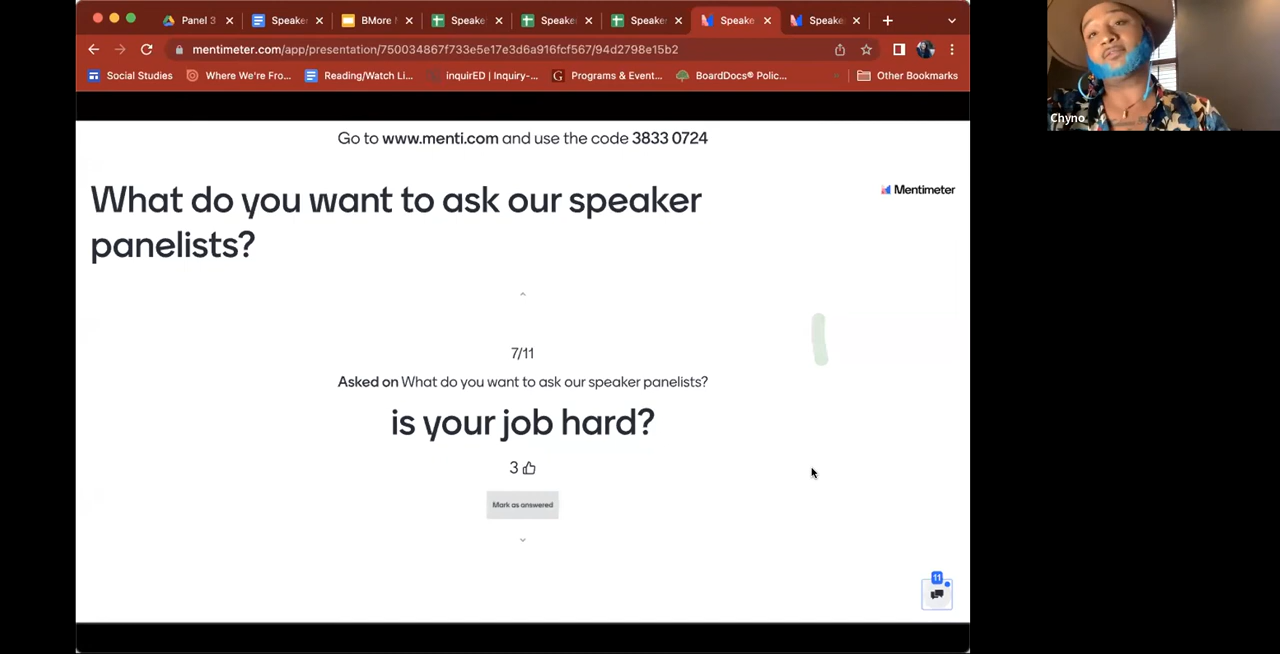 Panel 3
Speaker
BMore
Speake
Speake
Speaker
Speake
Speake
mentimeter.com/app/presentation/750034867f733e5e17e3d6a916fcf567/94d2798e15b2
Social Studies
Where We're Fro...
Reading/Watch Li...
inquirED | Inquiry-...
Programs & Event...
BoardDocs® Polic...
Other Bookmarks
Chyno
Go to www.menti.com and use the code 3833 0724
Mentimeter
What do you want to ask our speaker
panelists?
7/11
Asked on What do you want to ask our speaker panelists?
is your job hard?
3
Mark as answered
11